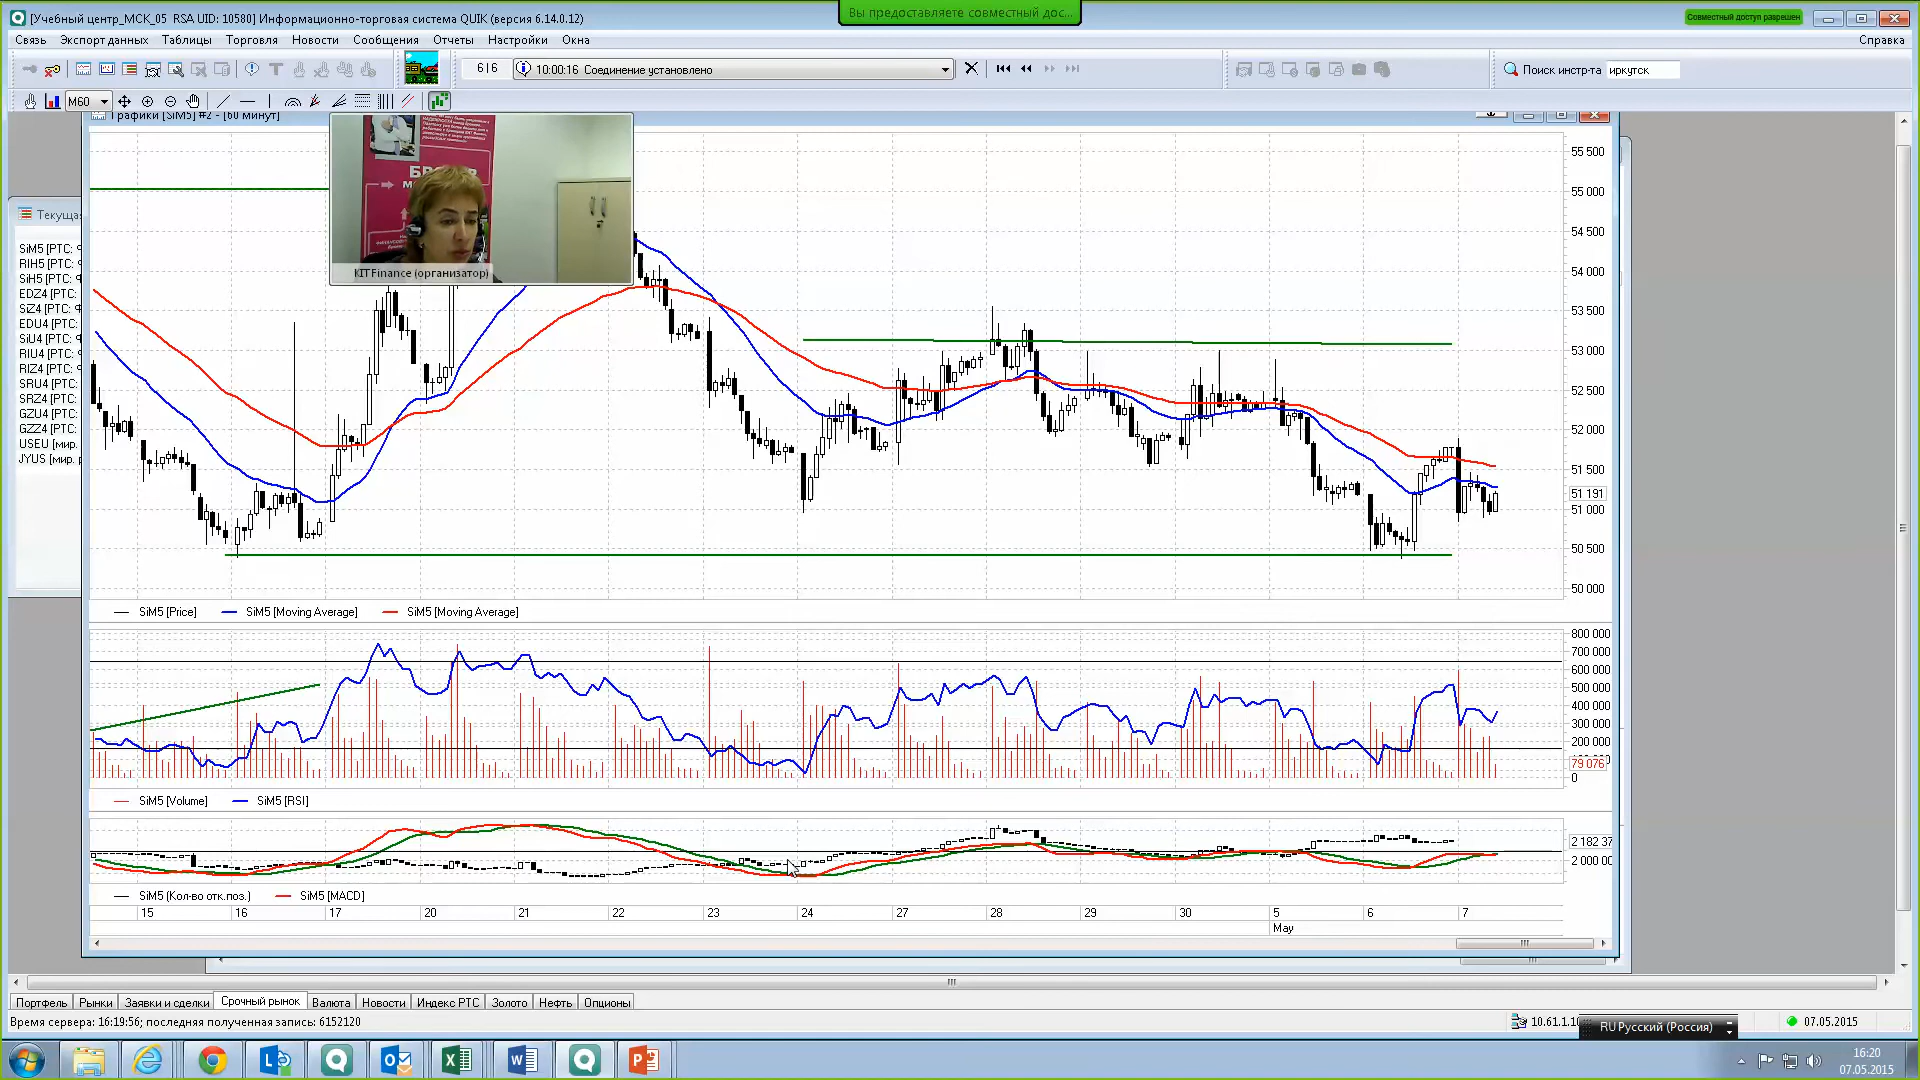 [Учебный центр_МСК_05 RSA UID: 10580] Информационно-торговая система QUIK (версия 6.14.0.12)
Вы предоставляете совместный дос...
Совместный доступ разрешен
Связь Экспорт данных Таблицы Торговля Новости Сообщения Отчеты Настройки Окна Справка
6|6 10:00:16 Соединение установлено Поиск инстр-та иркутск
M60
Графики [SiM5] #2 - [60 минут]
Текущая
SiM5 [РТС: Ф
RIH5 [РТС:
SiH5 [РТС:
EDZ4 [РТС:
SiZ4 [РТС: Ф
EDU4 [РТС:
SiU4 [РТС: Ф
RIU4 [РТС:
RIZ4 [РТС:
SRU4 [РТС:
SRZ4 [РТС:
GZU4 [РТС:
GZZ4 [РТС:
USEU [мир.
JYUS [мир. р
KIT Finance (организатор)
55 500
55 000
54 500
54 000
53 500
53 000
52 500
52 000
51 500
51 191
51 000
50 500
50 000
SiM5 [Price] SiM5 [Moving Average] SiM5 [Moving Average]
800 000
700 000
600 000
500 000
400 000
300 000
200 000
79 076
0
SiM5 [Volume] SiM5 [RSI]
2 182 37
2 000 00
SiM5 [Кол-во отк.поз.] SiM5 [MACD]
15 16 17 20 21 22 23 24 27 28 29 30 5 6 7
May
Портфель Рынки Заявки и сделки Срочный рынок Валюта Новости Индекс РТС Золото Нефть Опционы
Время сервера: 16:19:56; последняя полученная запись: 6152120
10.61.1.10
RU Русский (Россия)
07.05.2015
16:20
07.05.2015